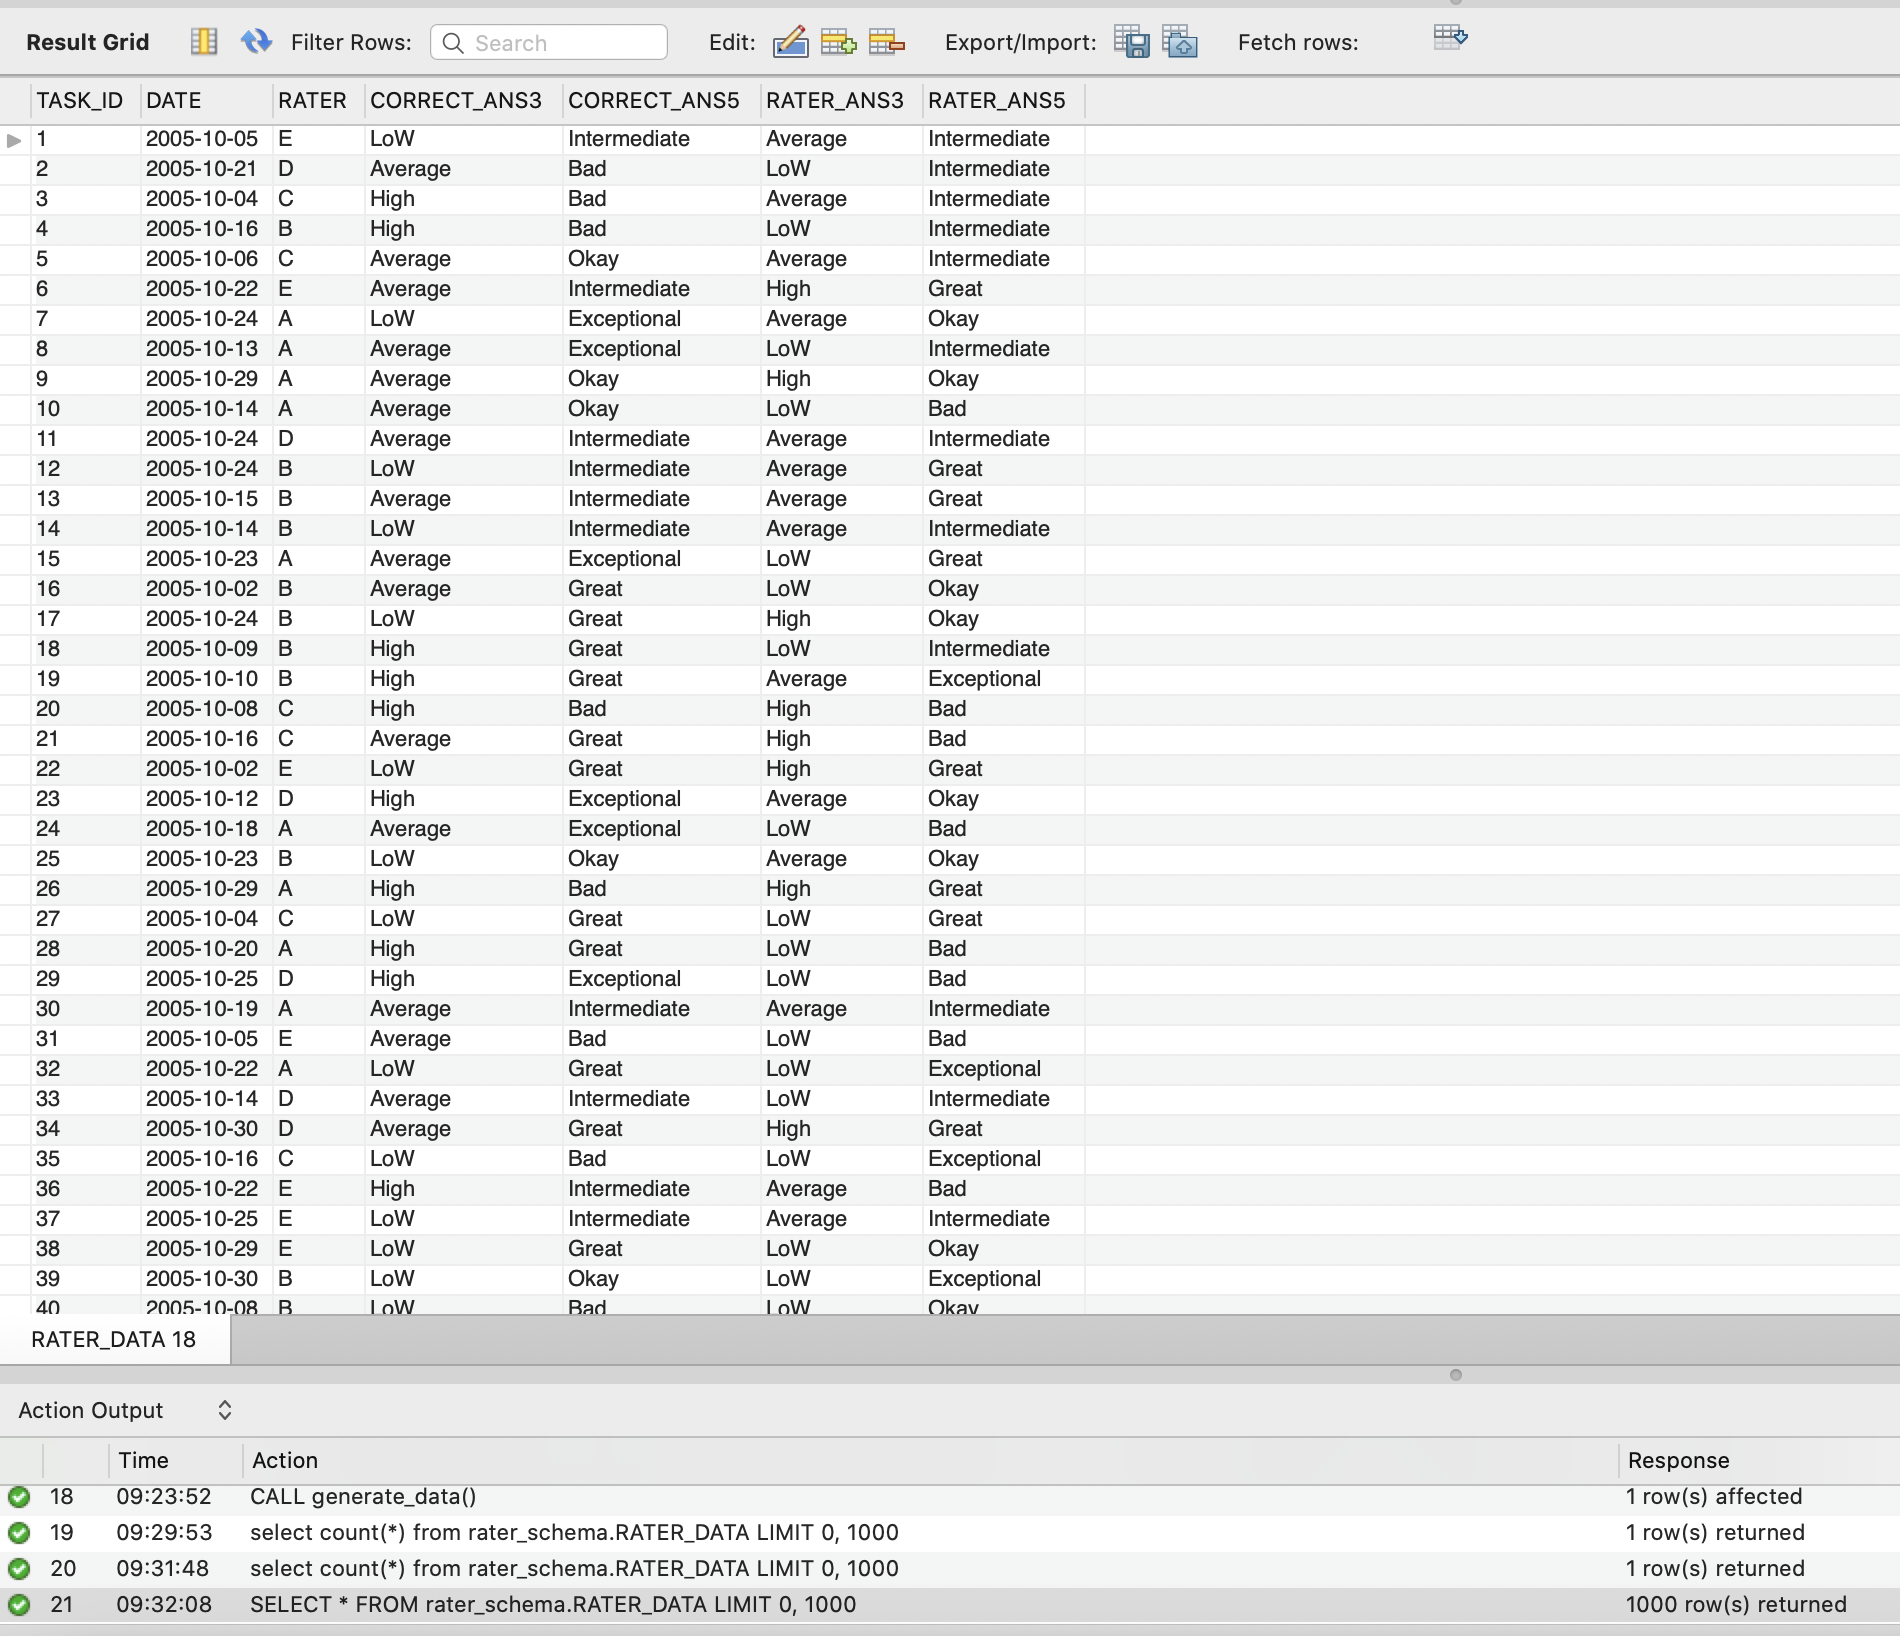 Result Grid Filter Rows: Search Edit: Export/Import: Fetch rows:
TASK_ID DATE RATER CORRECT_ANS3 CORRECT_ANS5 RATER_ANS3 RATER_ANS5
1 2005-10-05 E LoW Intermediate Average Intermediate
2 2005-10-21 D Average Bad LoW Intermediate
3 2005-10-04 C High Bad Average Intermediate
4 2005-10-16 B High Bad LoW Intermediate
5 2005-10-06 C Average Okay Average Intermediate
6 2005-10-22 E Average Intermediate High Great
7 2005-10-24 A LoW Exceptional Average Okay
8 2005-10-13 A Average Exceptional LoW Intermediate
9 2005-10-29 A Average Okay High Okay
10 2005-10-14 A Average Okay LoW Bad
11 2005-10-24 D Average Intermediate Average Intermediate
12 2005-10-24 B LoW Intermediate Average Great
13 2005-10-15 B Average Intermediate Average Great
14 2005-10-14 B LoW Intermediate Average Intermediate
15 2005-10-23 A Average Exceptional LoW Great
16 2005-10-02 B Average Great LoW Okay
17 2005-10-24 B LoW Great High Okay
18 2005-10-09 B High Great LoW Intermediate
19 2005-10-10 B High Great Average Exceptional
20 2005-10-08 C High Bad High Bad
21 2005-10-16 C Average Great High Bad
22 2005-10-02 E LoW Great High Great
23 2005-10-12 D High Exceptional Average Okay
24 2005-10-18 A Average Exceptional LoW Bad
25 2005-10-23 B LoW Okay Average Okay
26 2005-10-29 A High Bad High Great
27 2005-10-04 C LoW Great LoW Great
28 2005-10-20 A High Great LoW Bad
29 2005-10-25 D High Exceptional LoW Bad
30 2005-10-19 A Average Intermediate Average Intermediate
31 2005-10-05 E Average Bad LoW Bad
32 2005-10-22 A LoW Great LoW Exceptional
33 2005-10-14 D Average Intermediate LoW Intermediate
34 2005-10-30 D Average Great High Great
35 2005-10-16 C LoW Bad LoW Exceptional
36 2005-10-22 E High Intermediate Average Bad
37 2005-10-25 E LoW Intermediate Average Intermediate
38 2005-10-29 E LoW Great LoW Okay
39 2005-10-30 B LoW Okay LoW Exceptional
40 2005-10-08 B LoW Bad LoW Okay
RATER_DATA 18
Action Output
Time Action Response
18 09:23:52 CALL generate_data() 1 row(s) affected
19 09:29:53 select count(*) from rater_schema.RATER_DATA LIMIT 0, 1000 1 row(s) returned
20 09:31:48 select count(*) from rater_schema.RATER_DATA LIMIT 0, 1000 1 row(s) returned
21 09:32:08 SELECT * FROM rater_schema.RATER_DATA LIMIT 0, 1000 1000 row(s) returned